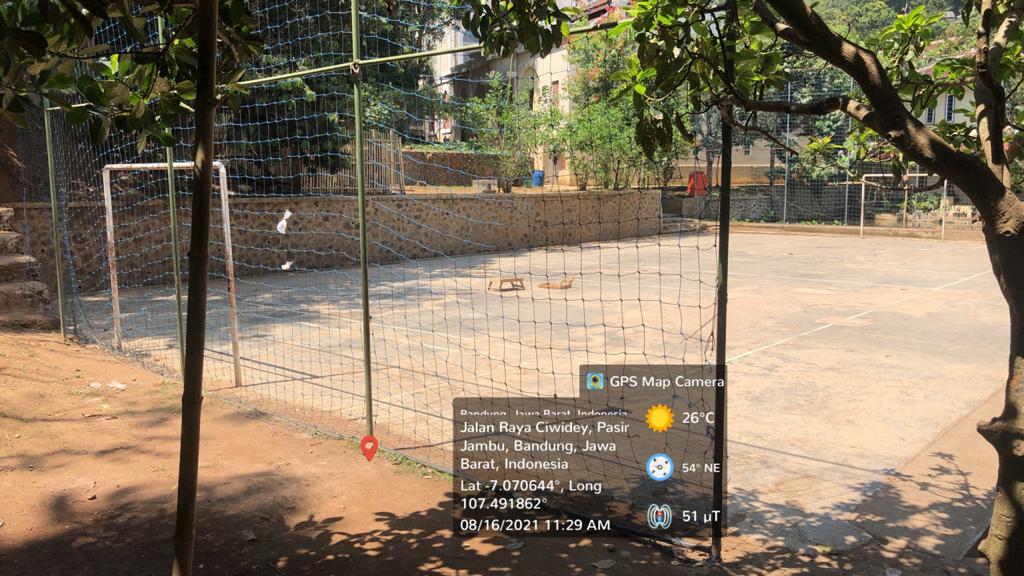 GPS Map Camera
Bandung, Jawa Barat, Indonesia
Jalan Raya Ciwidey, Pasir
Jambu, Bandung, Jawa
Barat, Indonesia
Lat -7.070644°, Long
107.491862°
08/16/2021 11:29 AM
26°C
54° NE
51 µT